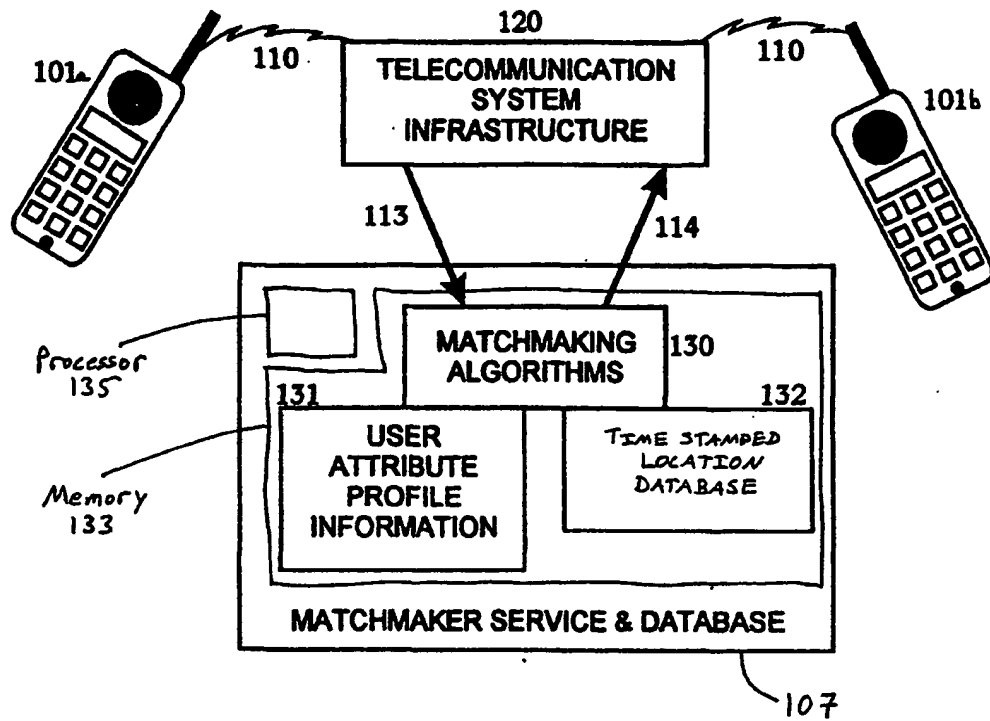 120
110
110
101a
101b
TELECOMMUNICATION
SYSTEM
INFRASTRUCTURE
113
114
MATCHMAKING
ALGORITHMS
130
Processor
135
131
132
USER
ATTRIBUTE
PROFILE
INFORMATION
TIME STAMPED
LOCATION
DATABASE
Memory
133
MATCHMAKER SERVICE & DATABASE
107